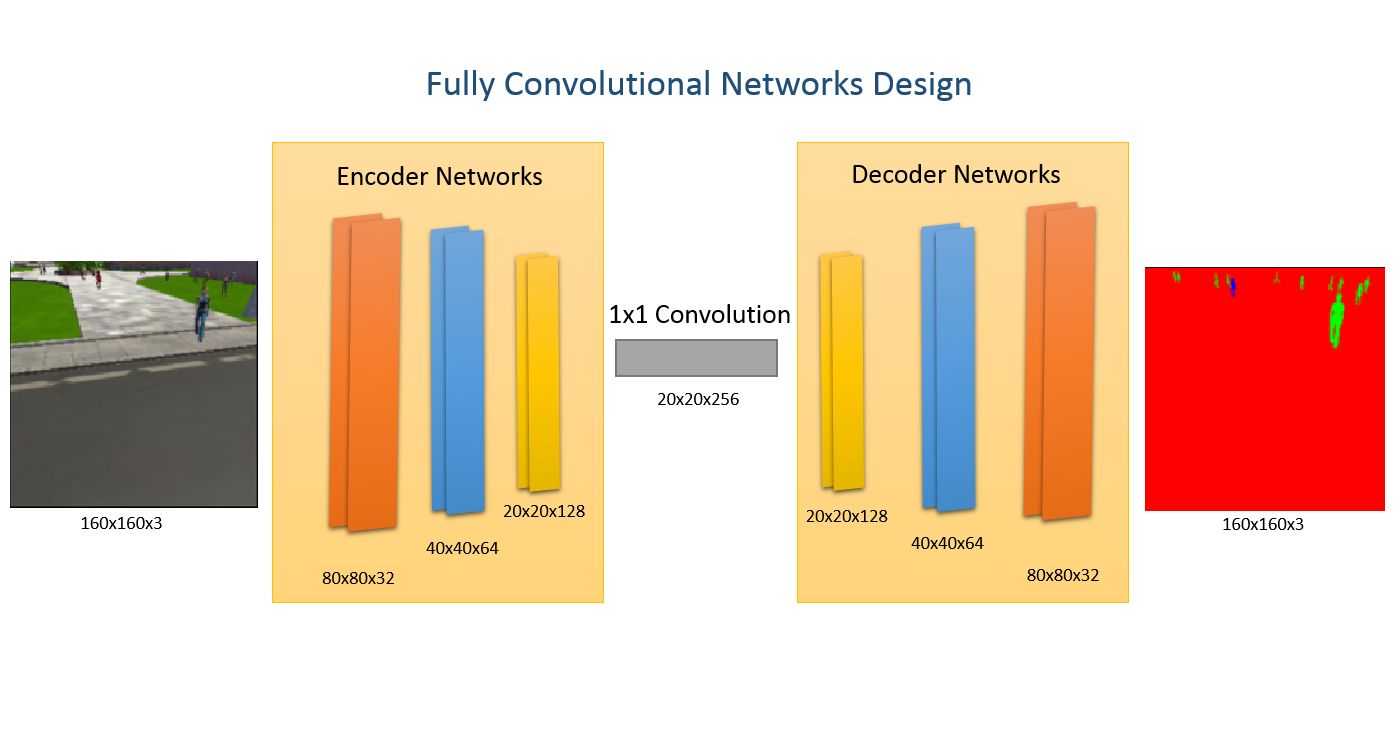 Fully Convolutional Networks Design
Encoder Networks
Decoder Networks
1x1 Convolution
20x20x256
160x160x3
80x80x32
40x40x64
20x20x128
20x20x128
40x40x64
80x80x32
160x160x3